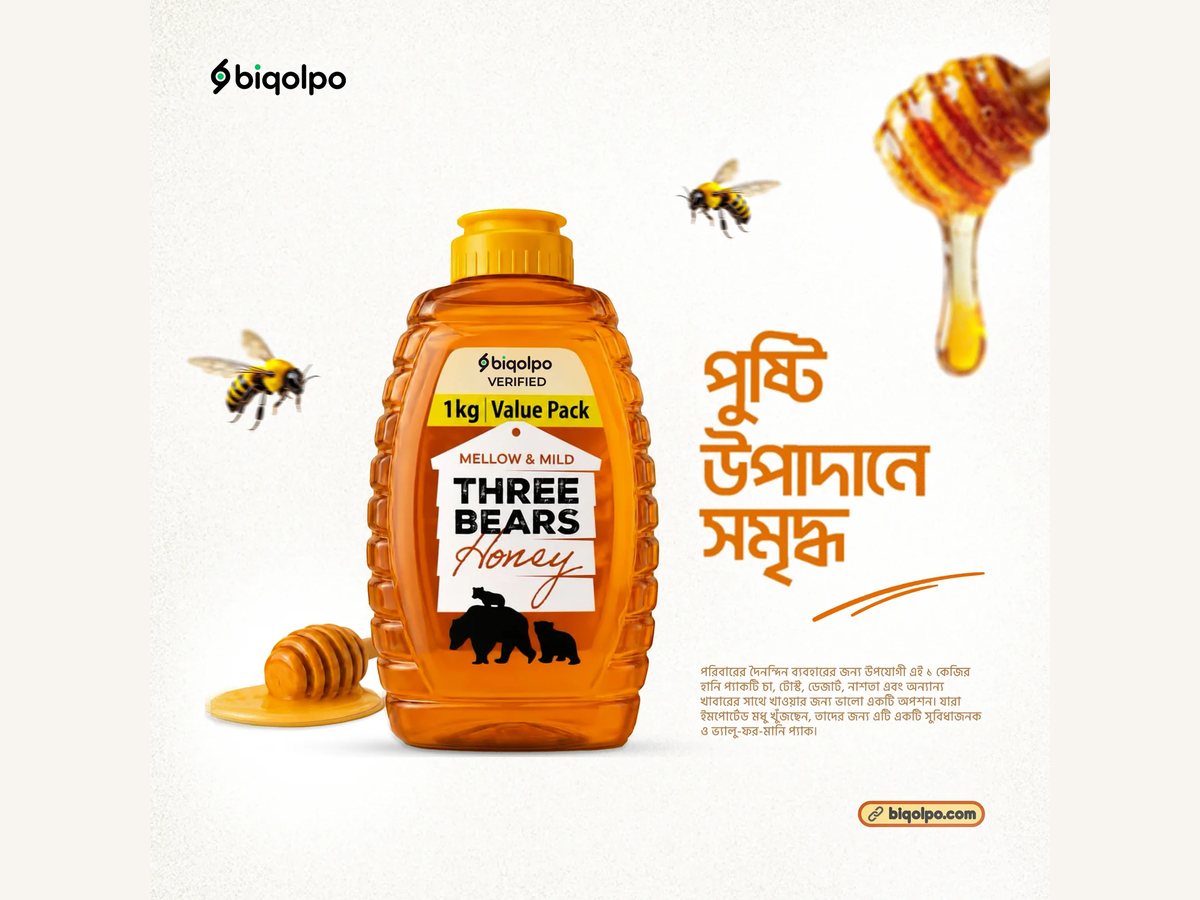 biqolpo
biqolpo
VERIFIED
1kg | Value Pack
MELLOW & MILD
THREE
BEARS
Honey
পুষ্টি
উপাদানে
সমৃদ্ধ
পরিবারের দৈনন্দিন ব্যবহারের জন্য উপযোগী এই ১ কেজির
হানি প্যাকটি চা, টোস্ট, ডেজার্ট, নাশতা এবং অন্যান্য
খাবারের সাথে খাওয়ার জন্য ভালো একটি অপশন। যারা
ইমপোর্টেড মধু খুঁজছেন, তাদের জন্য এটি একটি সুবিধাজনক
ও ভ্যালু-ফর-মানি প্যাক।
biqolpo.com